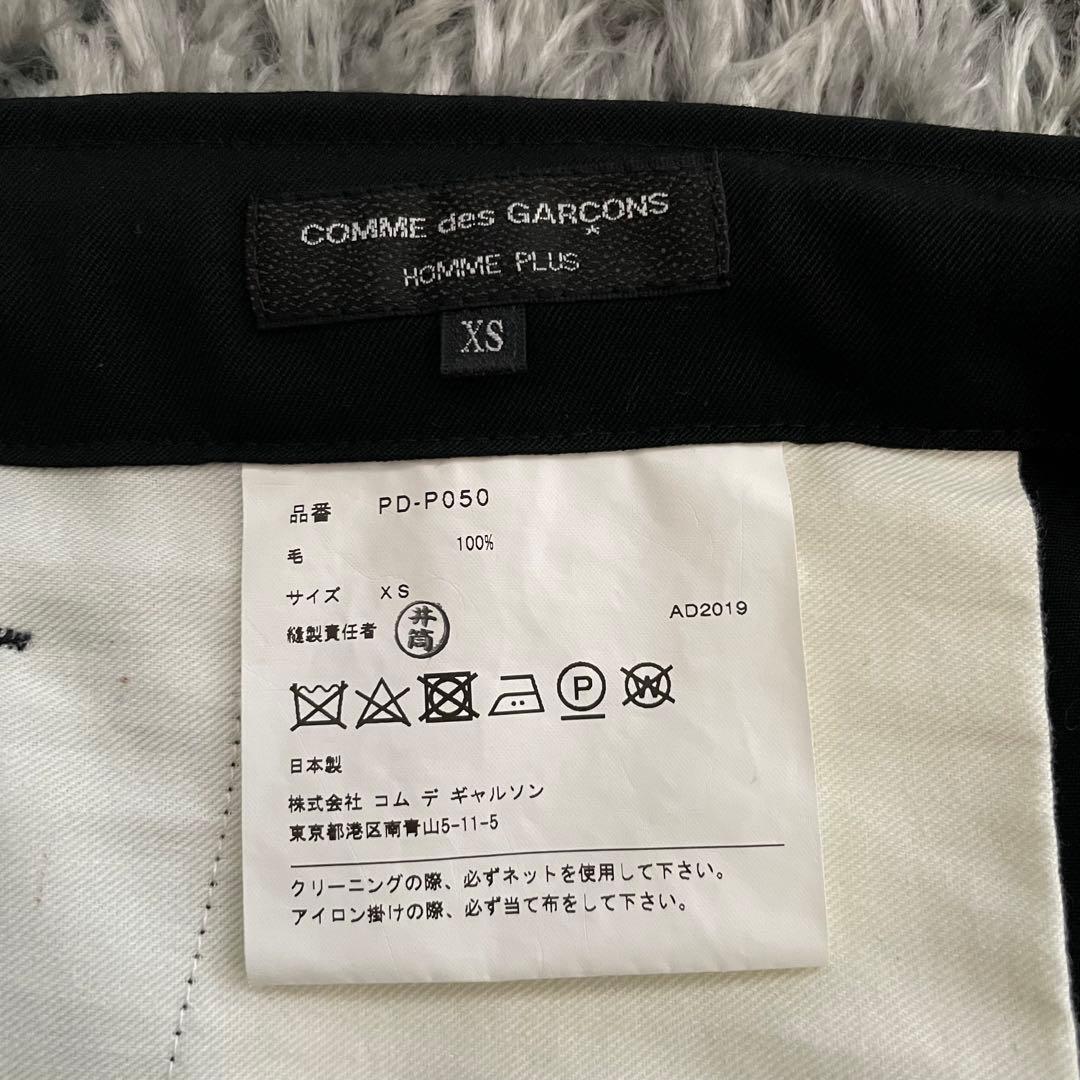 COMME des GARÇONS
*
HOMME PLUS
XS
品番 PD-P050
毛 100%
サイズ XS
AD2019
縫製責任者 井筒
P W
日本製
株式会社 コム デ ギャルソン
東京都港区南青山5-11-5
クリーニングの際、必ずネットを使用して下さい。
アイロン掛けの際、必ず当て布をして下さい。